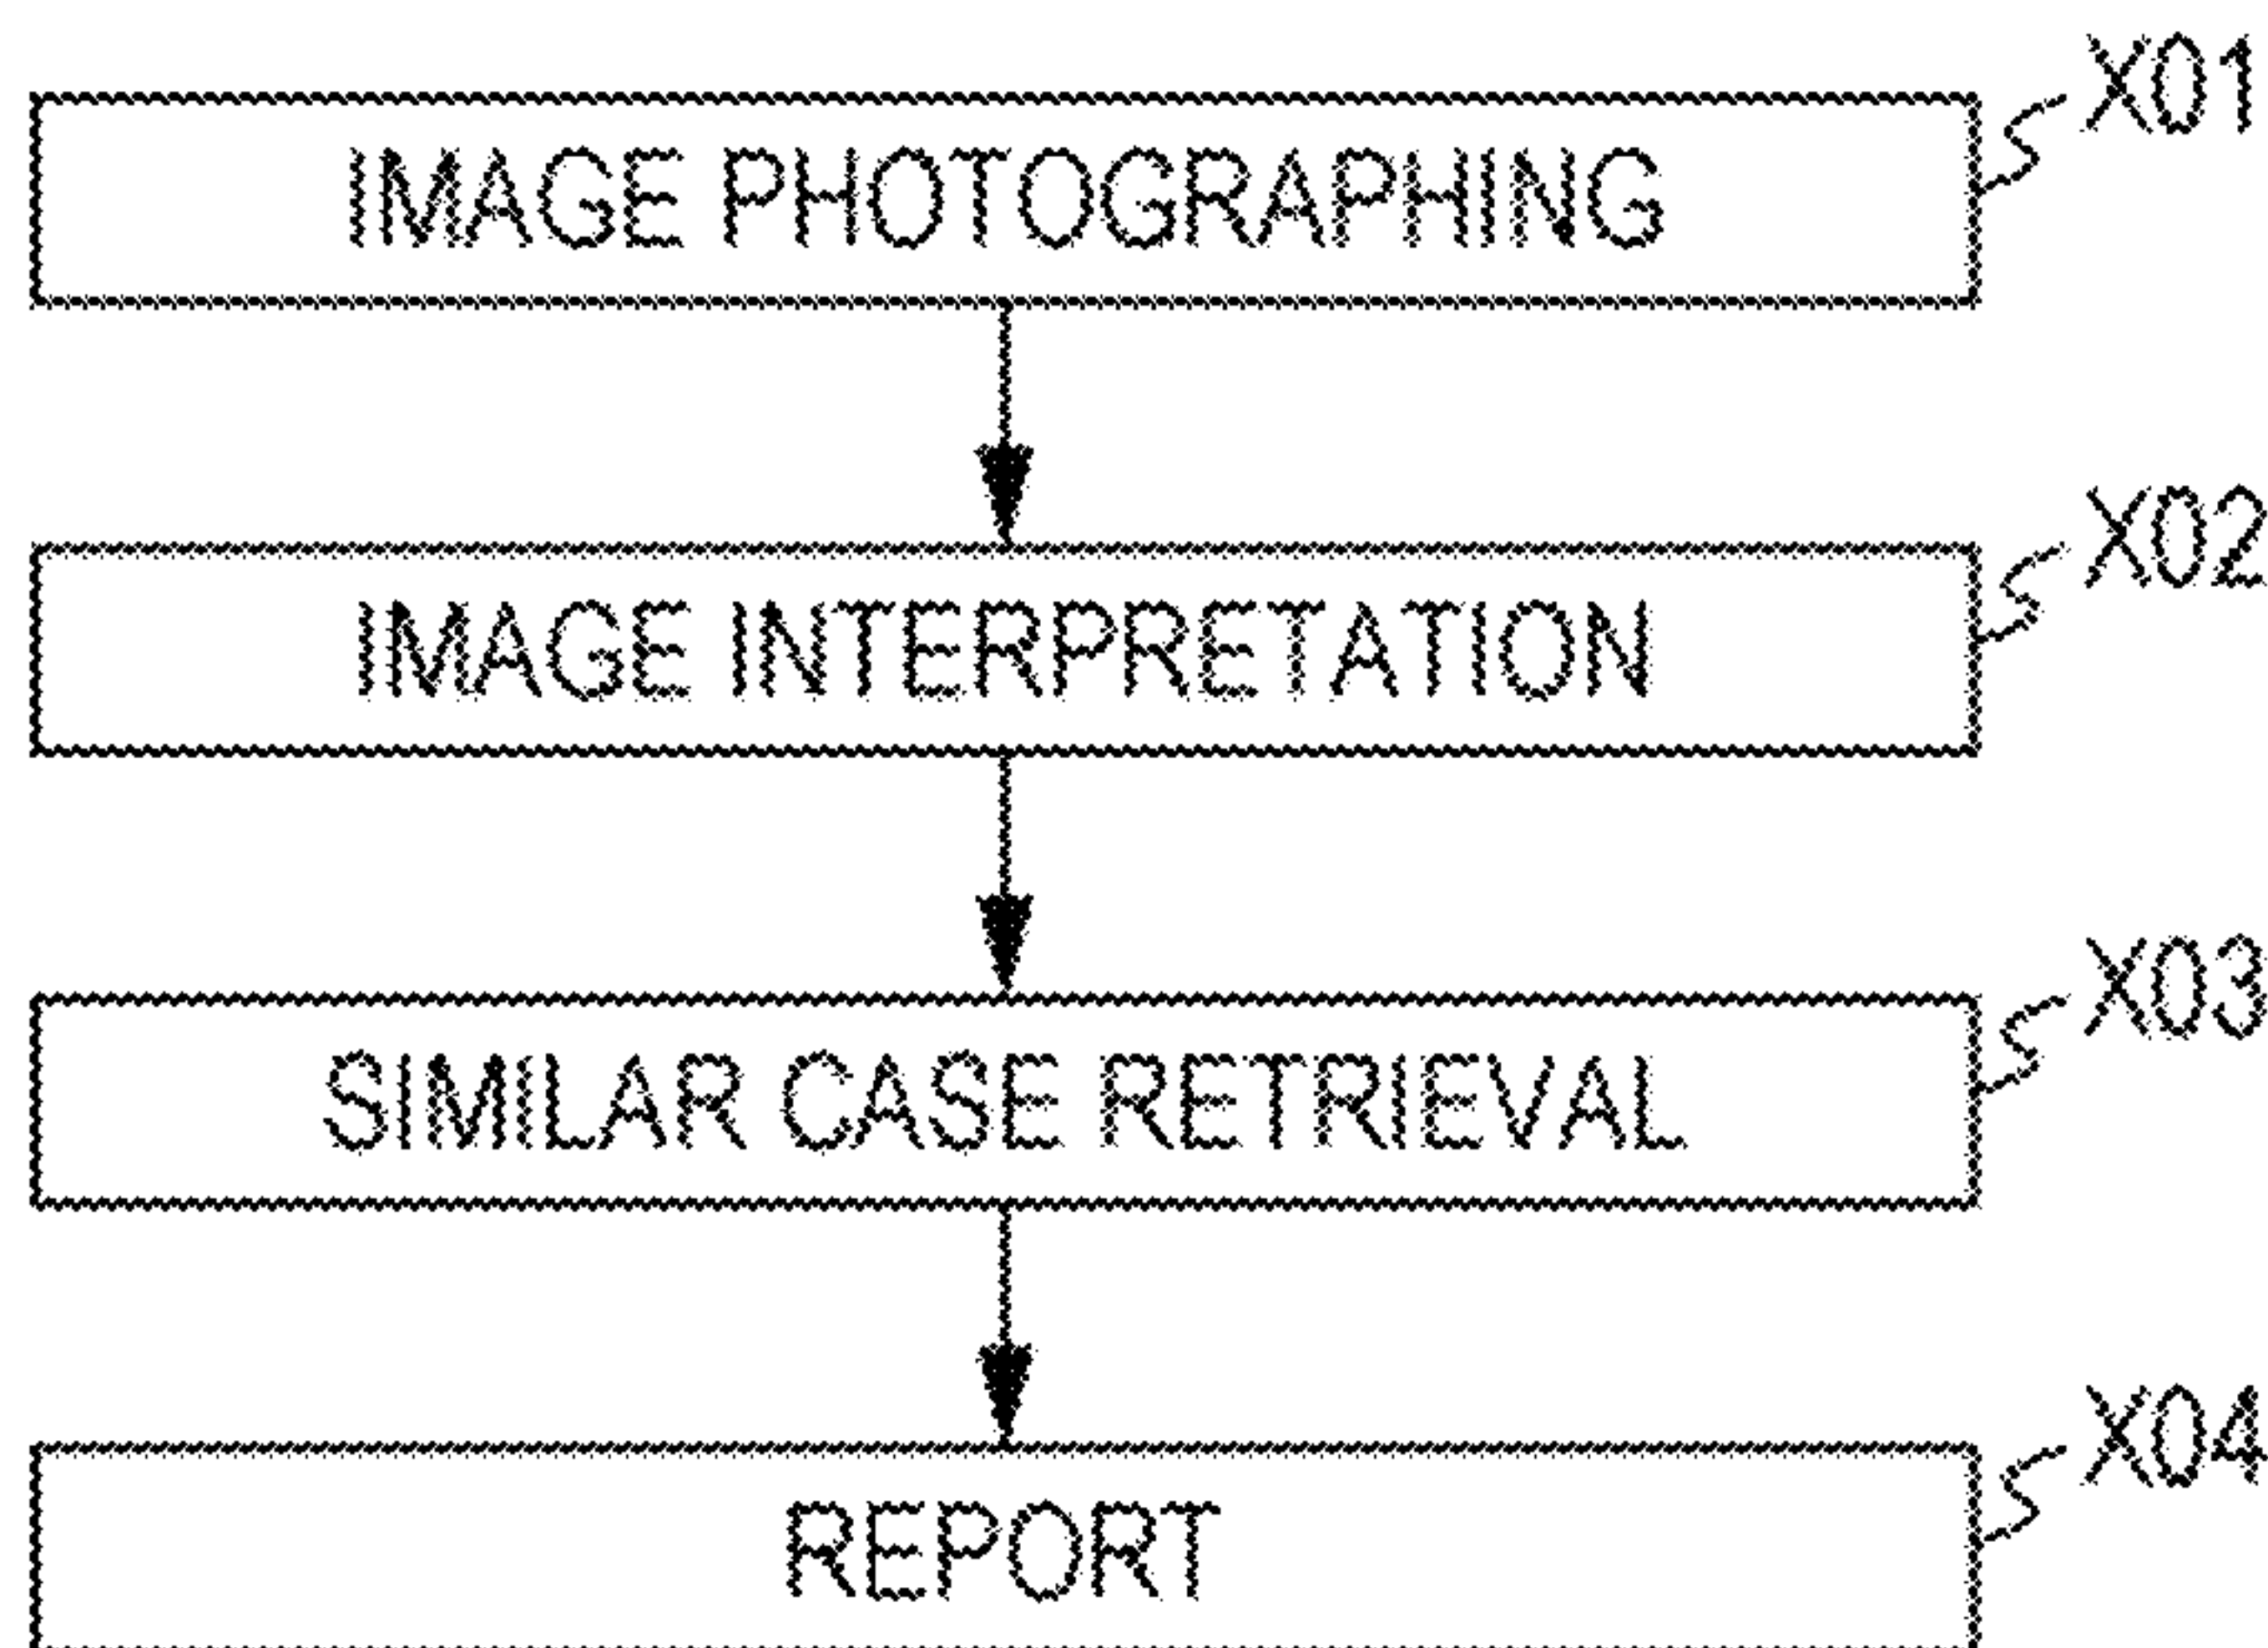 X01
IMAGE PHOTOGRAPHING
X02
IMAGE INTERPRETATION
X03
SIMILAR CASE RETRIEVAL
X04
REPORT